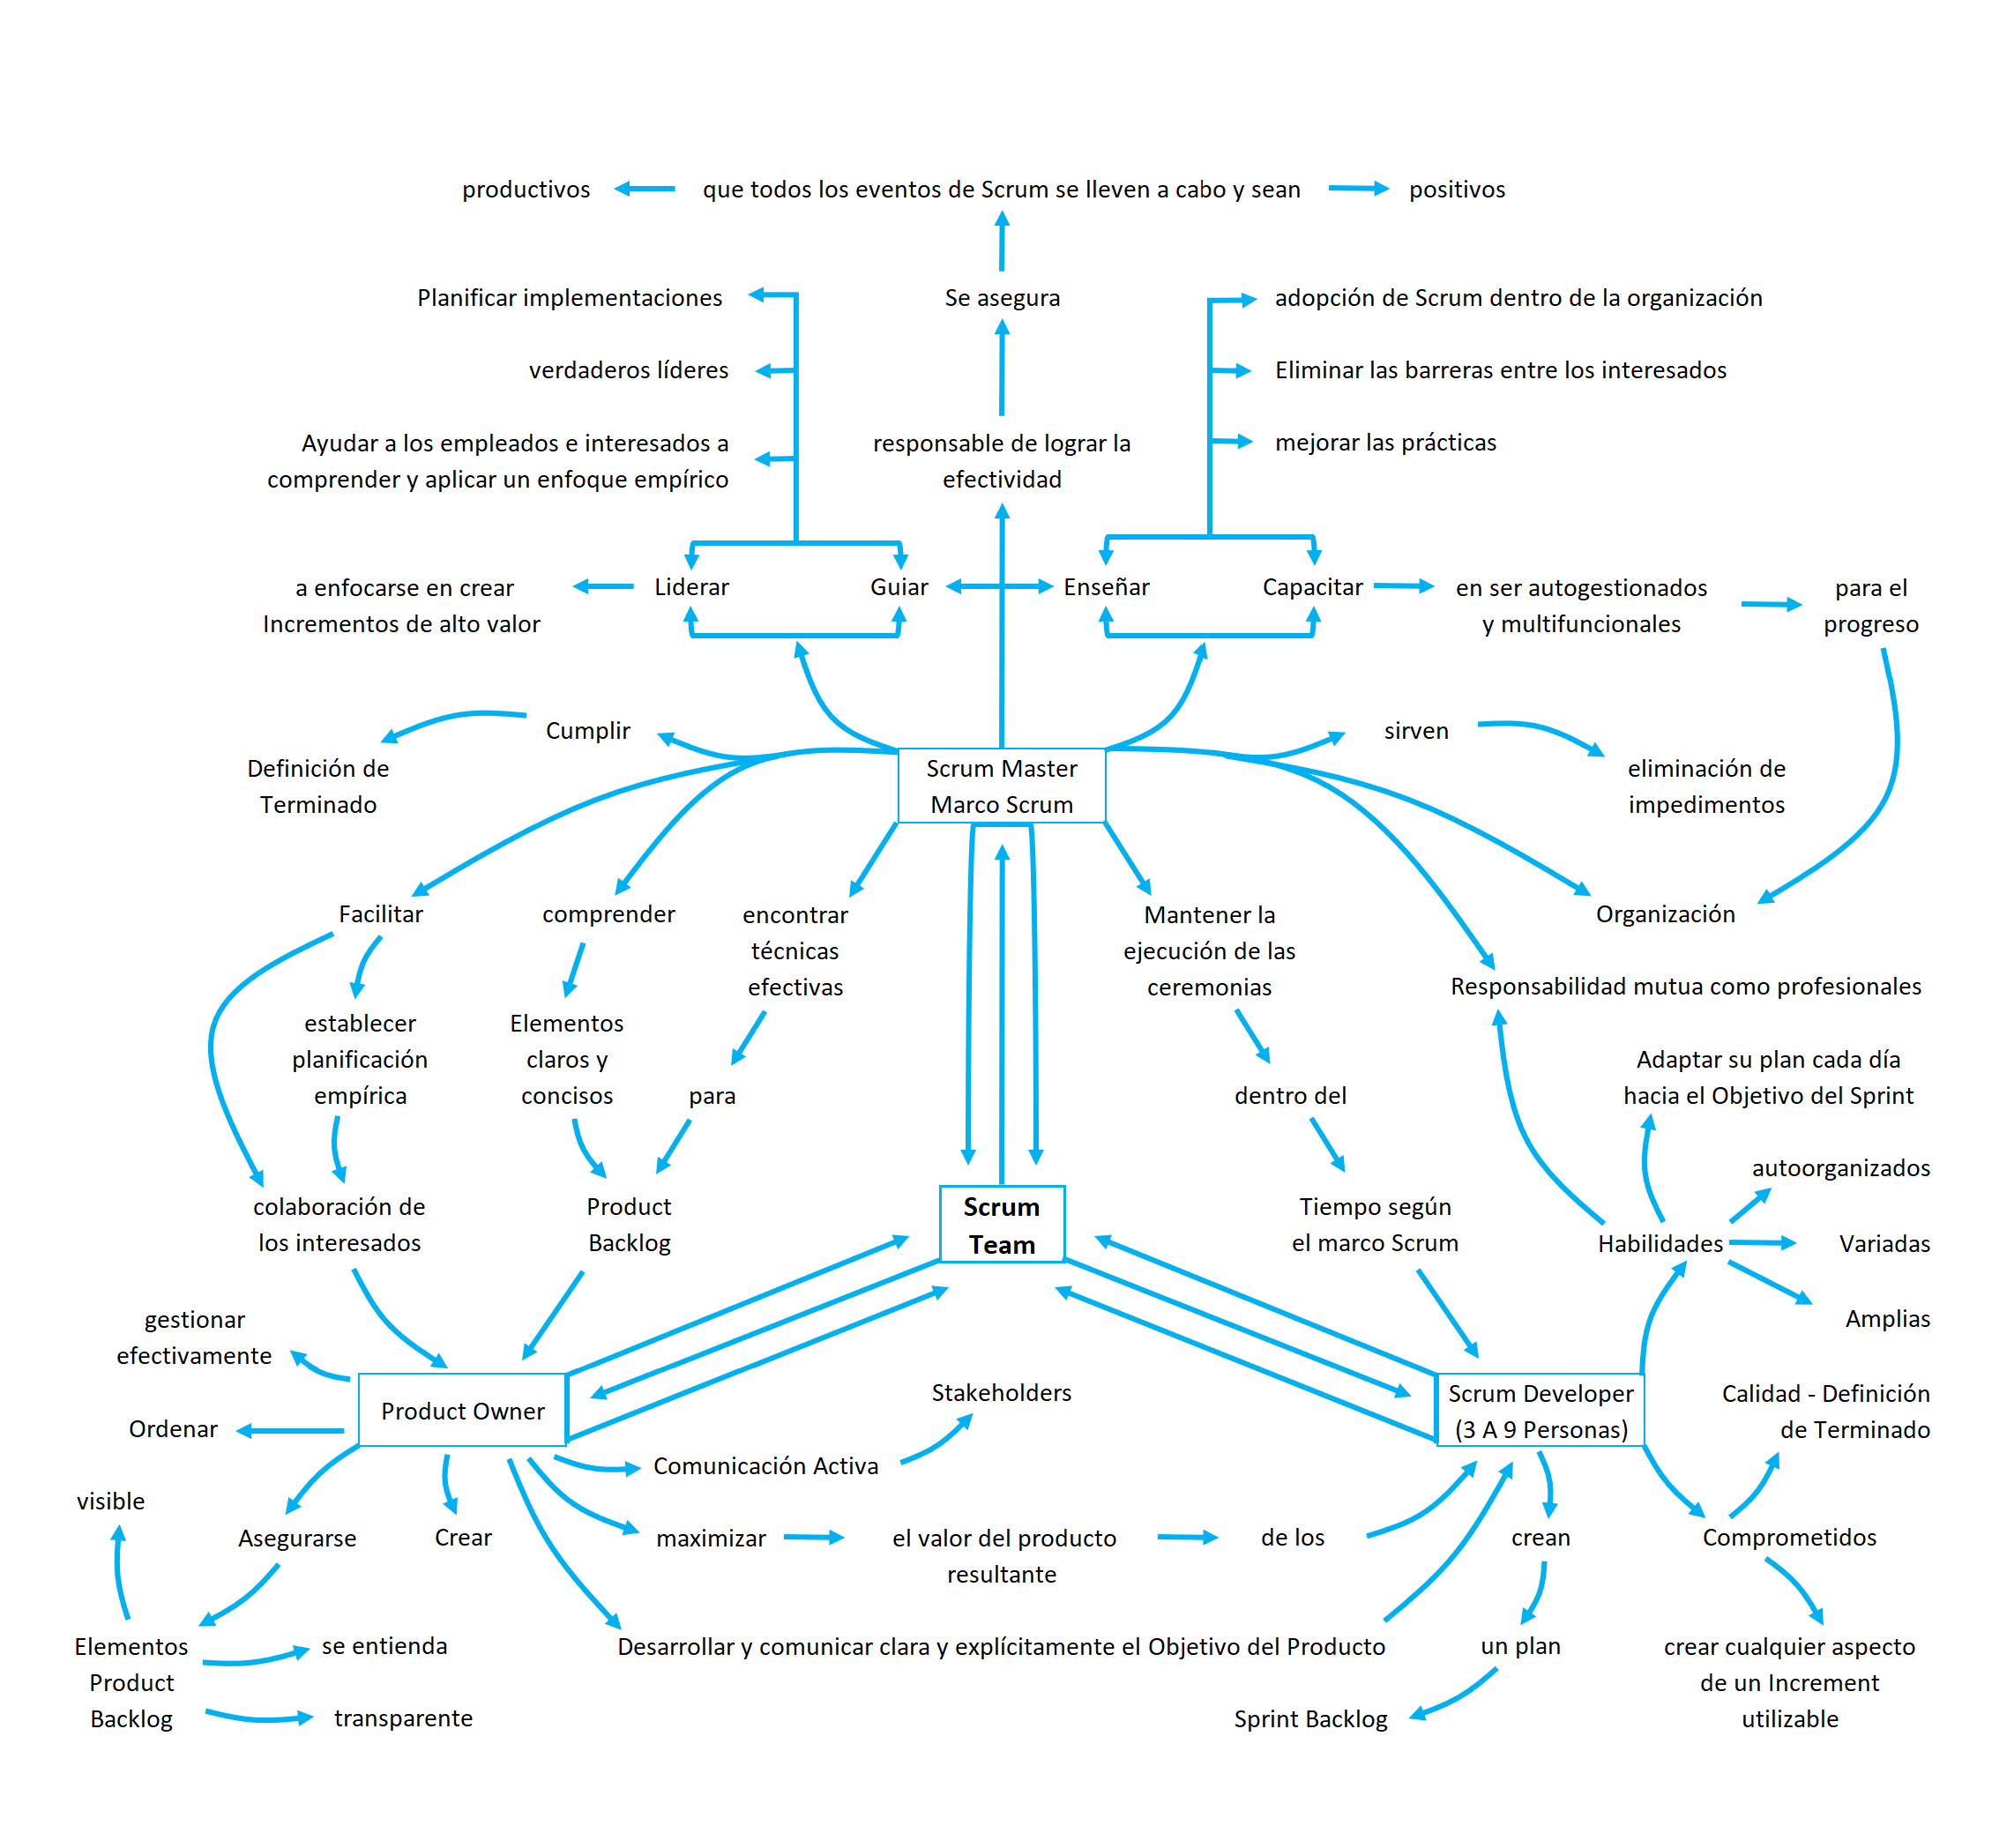 productivos
que todos los eventos de Scrum se lleven a cabo y sean
positivos
Planificar implementaciones
Se asegura
adopción de Scrum dentro de la organización
verdaderos líderes
Eliminar las barreras entre los interesados
Ayudar a los empleados e interesados a
comprender y aplicar un enfoque empírico
responsable de lograr la
efectividad
mejorar las prácticas
a enfocarse en crear
Incrementos de alto valor
Liderar
Guiar
Enseñar
Capacitar
en ser autogestionados
y multifuncionales
para el
progreso
Cumplir
sirven
Definición de
Terminado
Scrum Master
Marco Scrum
eliminación de
impedimentos
Facilitar
comprender
encontrar
técnicas
efectivas
Mantener la
ejecución de las
ceremonias
Organización
Responsabilidad mutua como profesionales
establecer
planificación
empírica
Elementos
claros y
concisos
para
dentro del
Adaptar su plan cada día
hacia el Objetivo del Sprint
autoorganizados
colaboración de
los interesados
Product
Backlog
Scrum
Team
Tiempo según
el marco Scrum
Habilidades
Variadas
Amplias
gestionar
efectivamente
Ordenar
Product Owner
Stakeholders
Scrum Developer
(3 A 9 Personas)
Calidad - Definición
de Terminado
Comunicación Activa
visible
Asegurarse
Crear
maximizar
el valor del producto
resultante
de los
crean
Comprometidos
Elementos
Product
Backlog
se entienda
transparente
Desarrollar y comunicar clara y explícitamente el Objetivo del Producto
un plan
Sprint Backlog
crear cualquier aspecto
de un Increment
utilizable